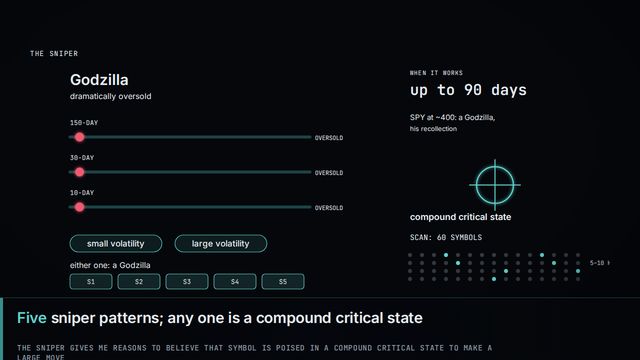 THE SNIPER
Godzilla
dramatically oversold
150-DAY
OVERSOLD
30-DAY
OVERSOLD
10-DAY
OVERSOLD
small volatility
large volatility
either one: a Godzilla
S1
S2
S3
S4
S5
WHEN IT WORKS
up to 90 days
SPY at ~400: a Godzilla,
his recollection
compound critical state
SCAN: 60 SYMBOLS
5–10
Five sniper patterns; any one is a compound critical state
THE SNIPER GIVES ME REASONS TO BELIEVE THAT SYMBOL IS POISED IN A COMPOUND CRITICAL STATE TO MAKE A
LARGE MOVE